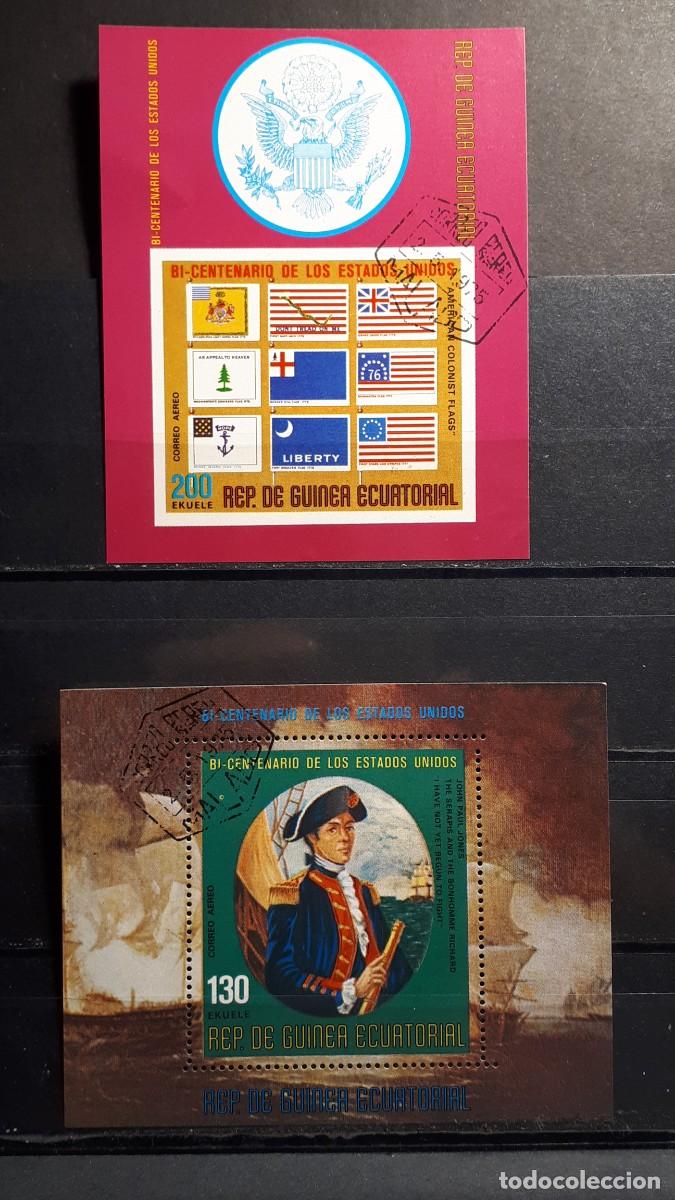 BI-CENTENARIO DE LOS ESTADOS UNIDOS
REP. DE GUINEA ECUATORIAL
BI-CENTENARIO DE LOS ESTADOS UNIDOS
DONT TREAD ON ME
AN APPEAL TO HEAVEN
76
HOPE
LIBERTY
CORREO AEREO
AMERICAN COLONIST FLAGS"
200
EKUELE
REP. DE GUINEA ECUATORIAL
1975
BI-CENTENARIO DE LOS ESTADOS UNIDOS
BI-CENTENARIO DE LOS ESTADOS UNIDOS
JOHN PAUL JONES
THE SERAPIS AND THE BONHOMME RICHARD
"I HAVE NOT YET BEGUN TO FIGHT"
CORREO AEREO
130
EKUELE
REP. DE GUINEA ECUATORIAL
REP. DE GUINEA ECUATORIAL
todocoleccion